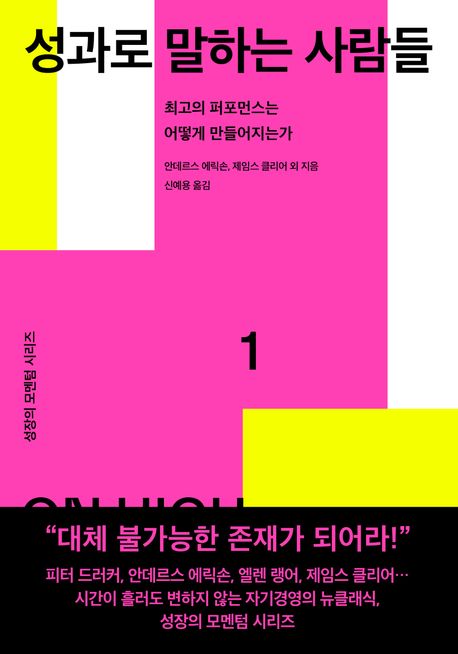 성과로 말하는 사람들
최고의 퍼포먼스는
어떻게 만들어지는가
안데르스 에릭손, 제임스 클리어 외 지음
신예용 옮김
성장의 모멘텀 시리즈
1
ON HIGH
“대체 불가능한 존재가 되어라!”
피터 드러커, 안데르스 에릭손, 엘렌 랭어, 제임스 클리어…
시간이 흘러도 변하지 않는 자기경영의 뉴클래식,
성장의 모멘텀 시리즈